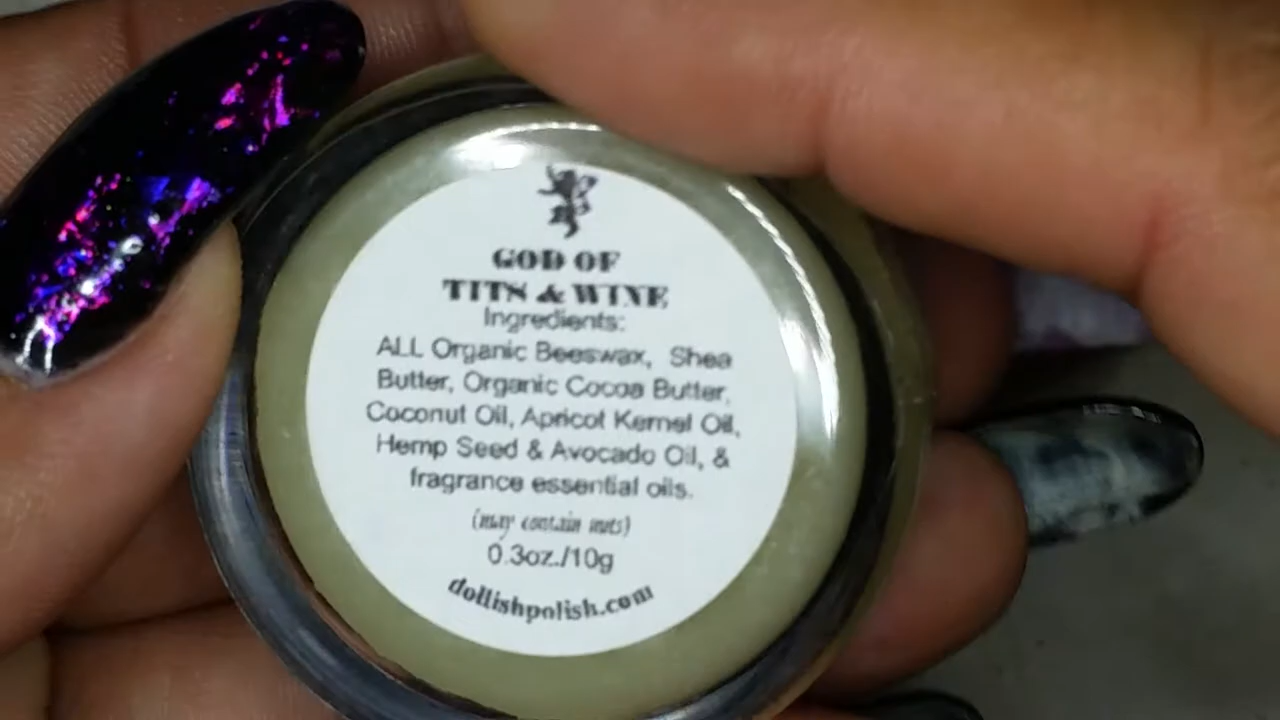 GOD OF
TITS & WINE
Ingredients:
ALL Organic Beeswax, Shea
Butter, Organic Cocoa Butter,
Coconut Oil, Apricot Kernel Oil,
Hemp Seed & Avocado Oil, &
fragrance essential oils.
(may contain nuts)
0.3oz./10g
dollishpolish.com